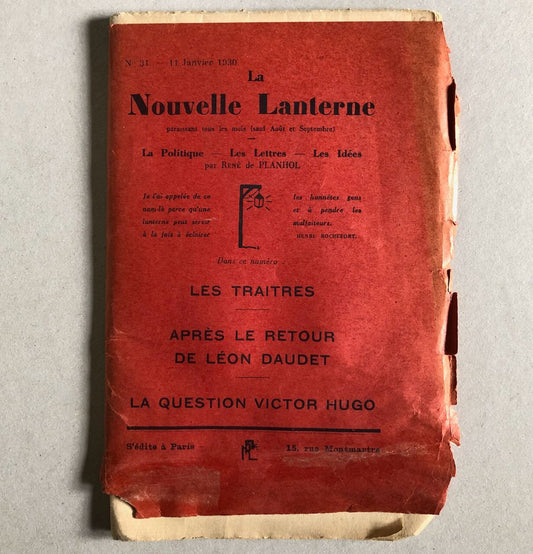 N 31 — 11 Janvier 1930
La
Nouvelle Lanterne
paraissant tous les mois (sauf Août et Septembre)
La Politique — Les Lettres — Les Idées
par RENÉ de PLANHOL
Je l'ai appelée de ce
nom-là parce qu'une
lanterne peut servir
à la fois à éclairer
les honnêtes gens
et à pendre les
malfaiteurs.
HENRI ROCHEFORT.
Dans ce numéro :
LES TRAITRES
APRÈS LE RETOUR
DE LÉON DAUDET
LA QUESTION VICTOR HUGO
S'édite à Paris —
15, rue Montmartre